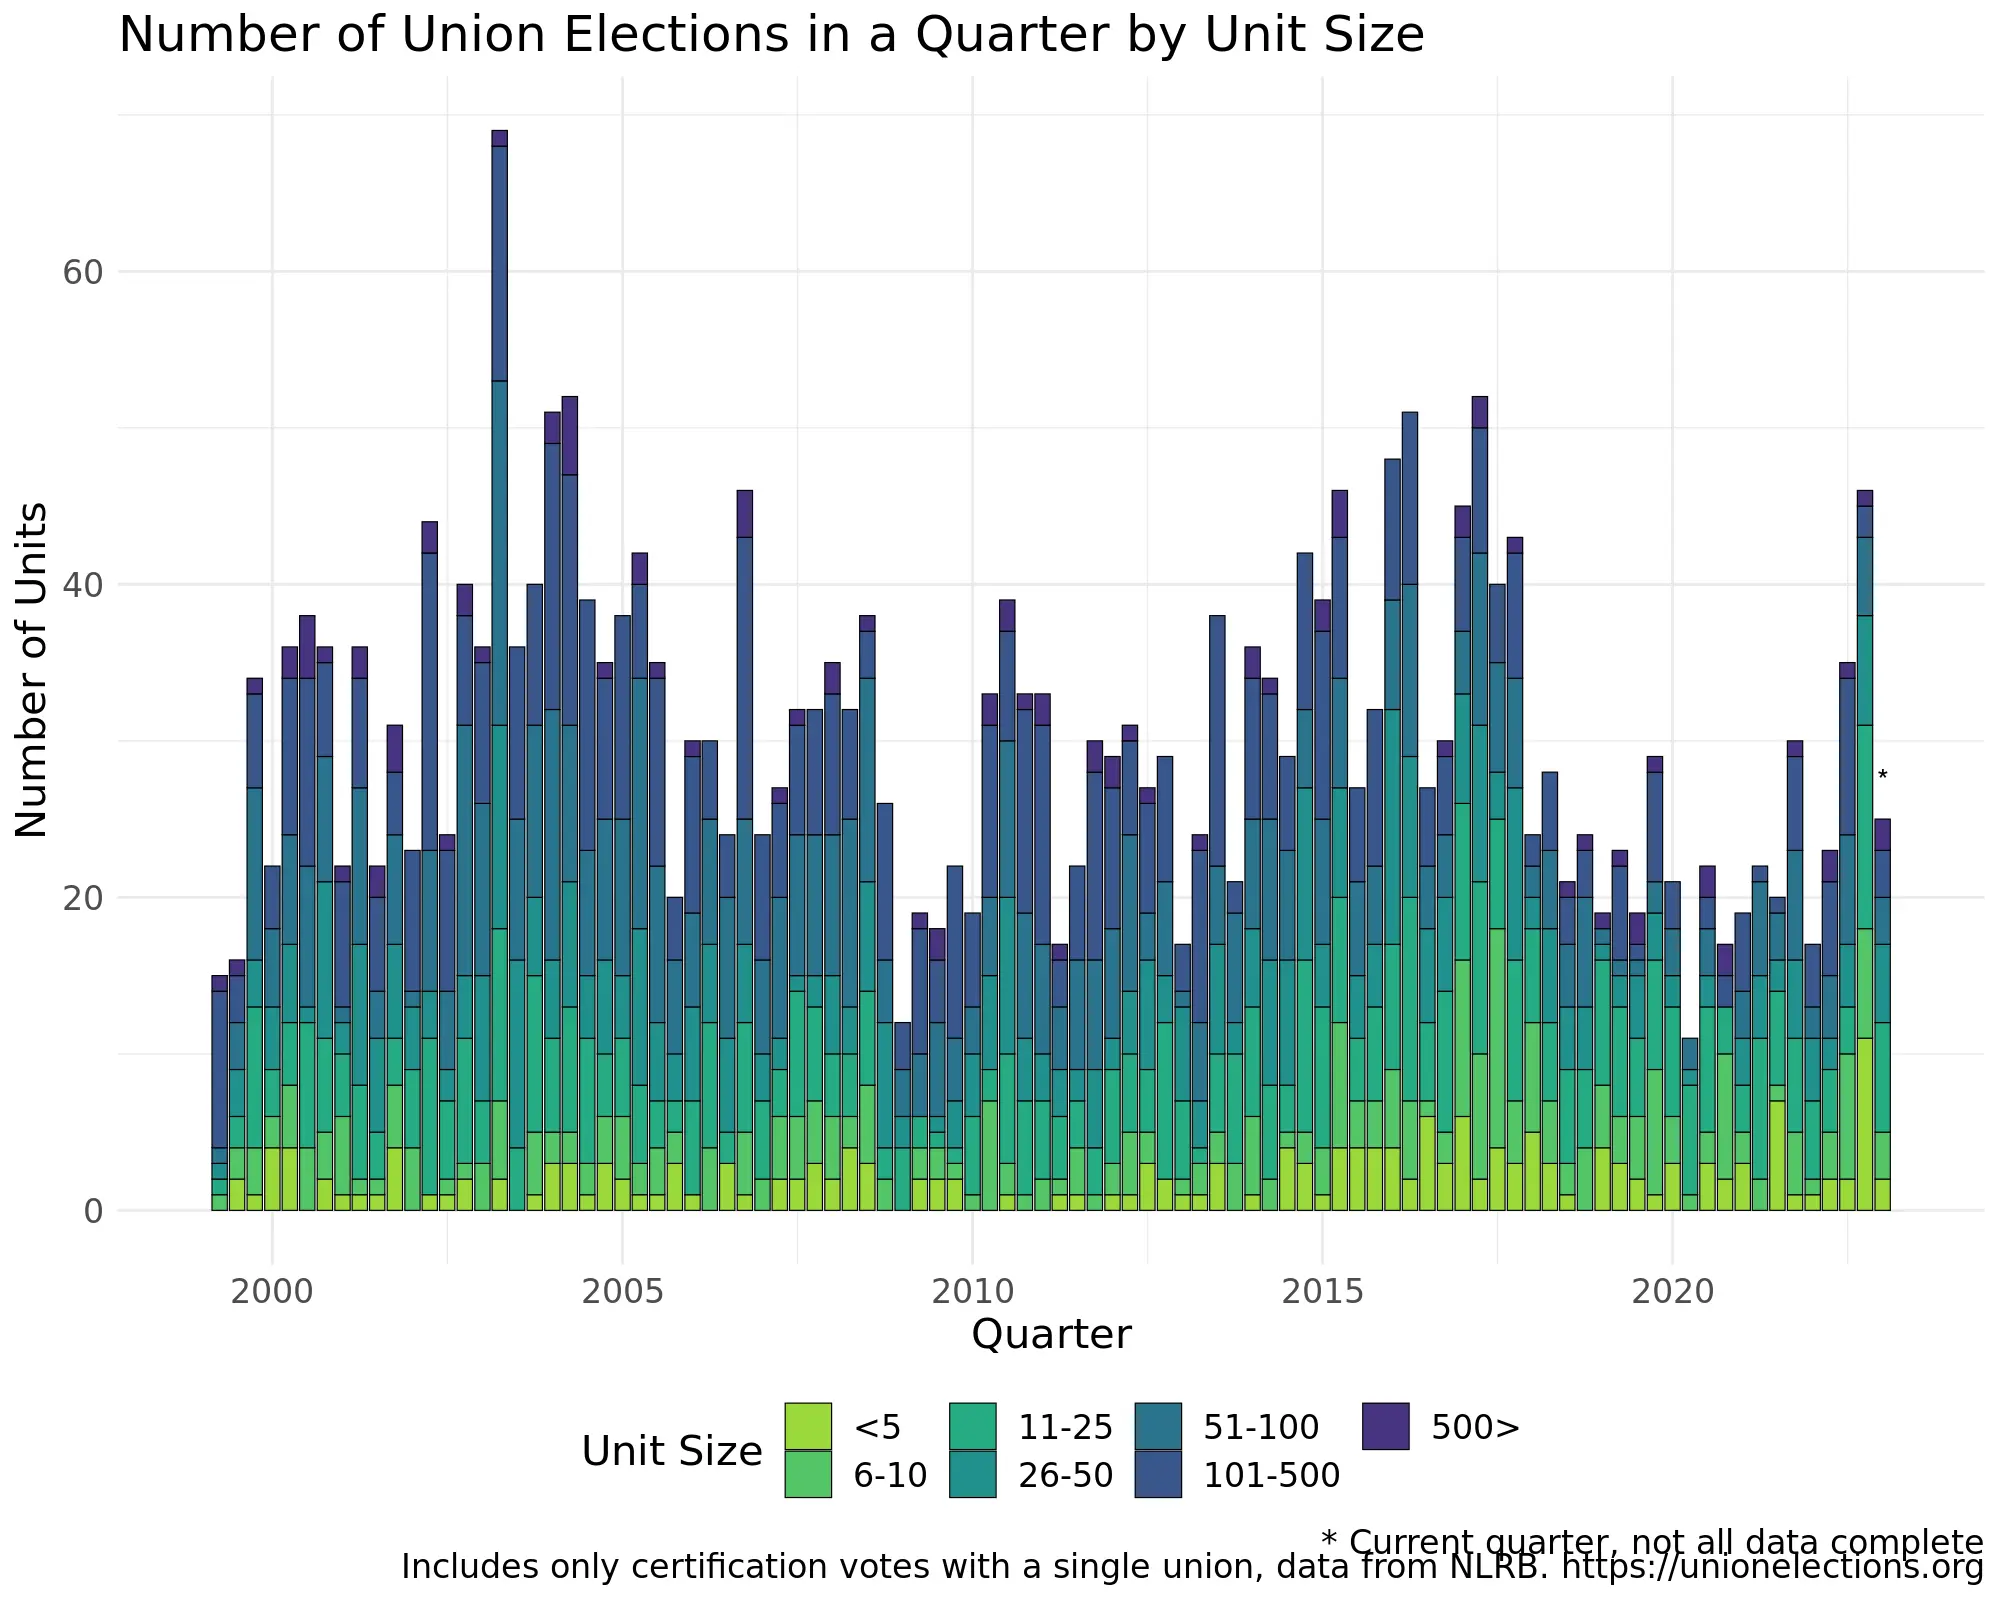 Number of Union Elections in a Quarter by Unit Size
Number of Units
60
40
20
0
*
2000 2005 2010 2015 2020
Quarter
Unit Size
<5 11-25 51-100 500>
6-10 26-50 101-500
* Current quarter, not all data complete
Includes only certification votes with a single union, data from NLRB. https://unionelections.org